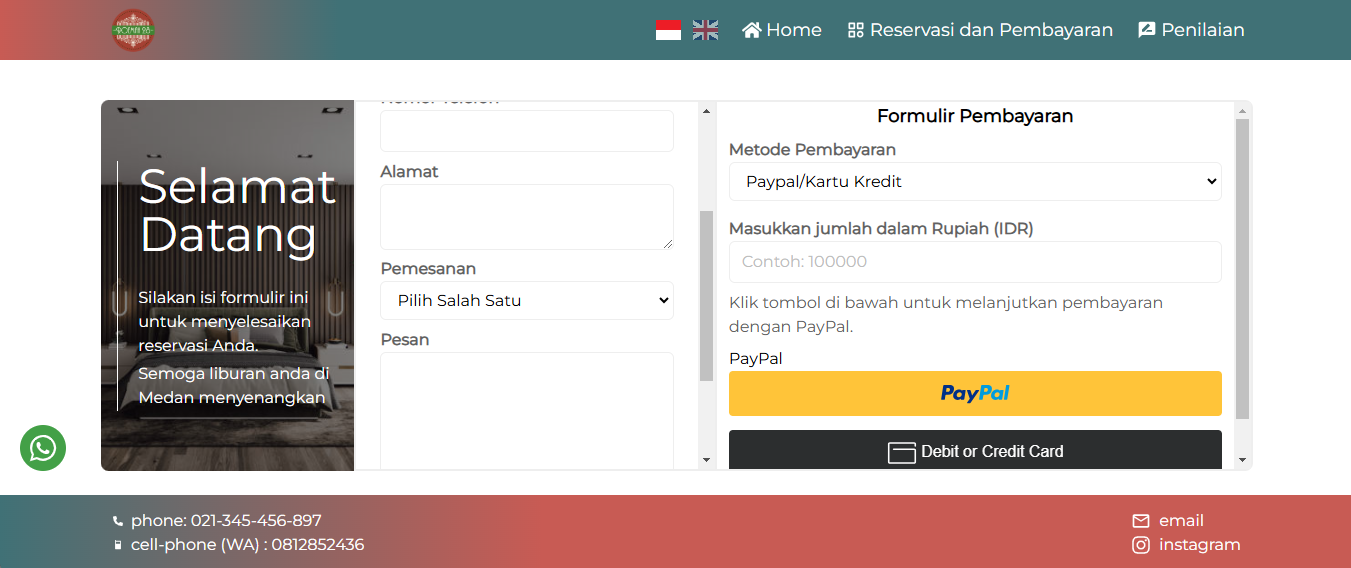 Home
Reservasi dan Pembayaran
Penilaian
Selamat
Datang
Silakan isi formulir ini
untuk menyelesaikan
reservasi Anda.
Semoga liburan anda di
Medan menyenangkan
Nomor Telefon
Alamat
Pemesanan
Pilih Salah Satu
Pesan
Formulir Pembayaran
Metode Pembayaran
Paypal/Kartu Kredit
Masukkan jumlah dalam Rupiah (IDR)
Contoh: 100000
Klik tombol di bawah untuk melanjutkan pembayaran
dengan PayPal.
PayPal
PayPal
Debit or Credit Card
phone: 021-345-456-897
cell-phone (WA) : 0812852436
email
instagram